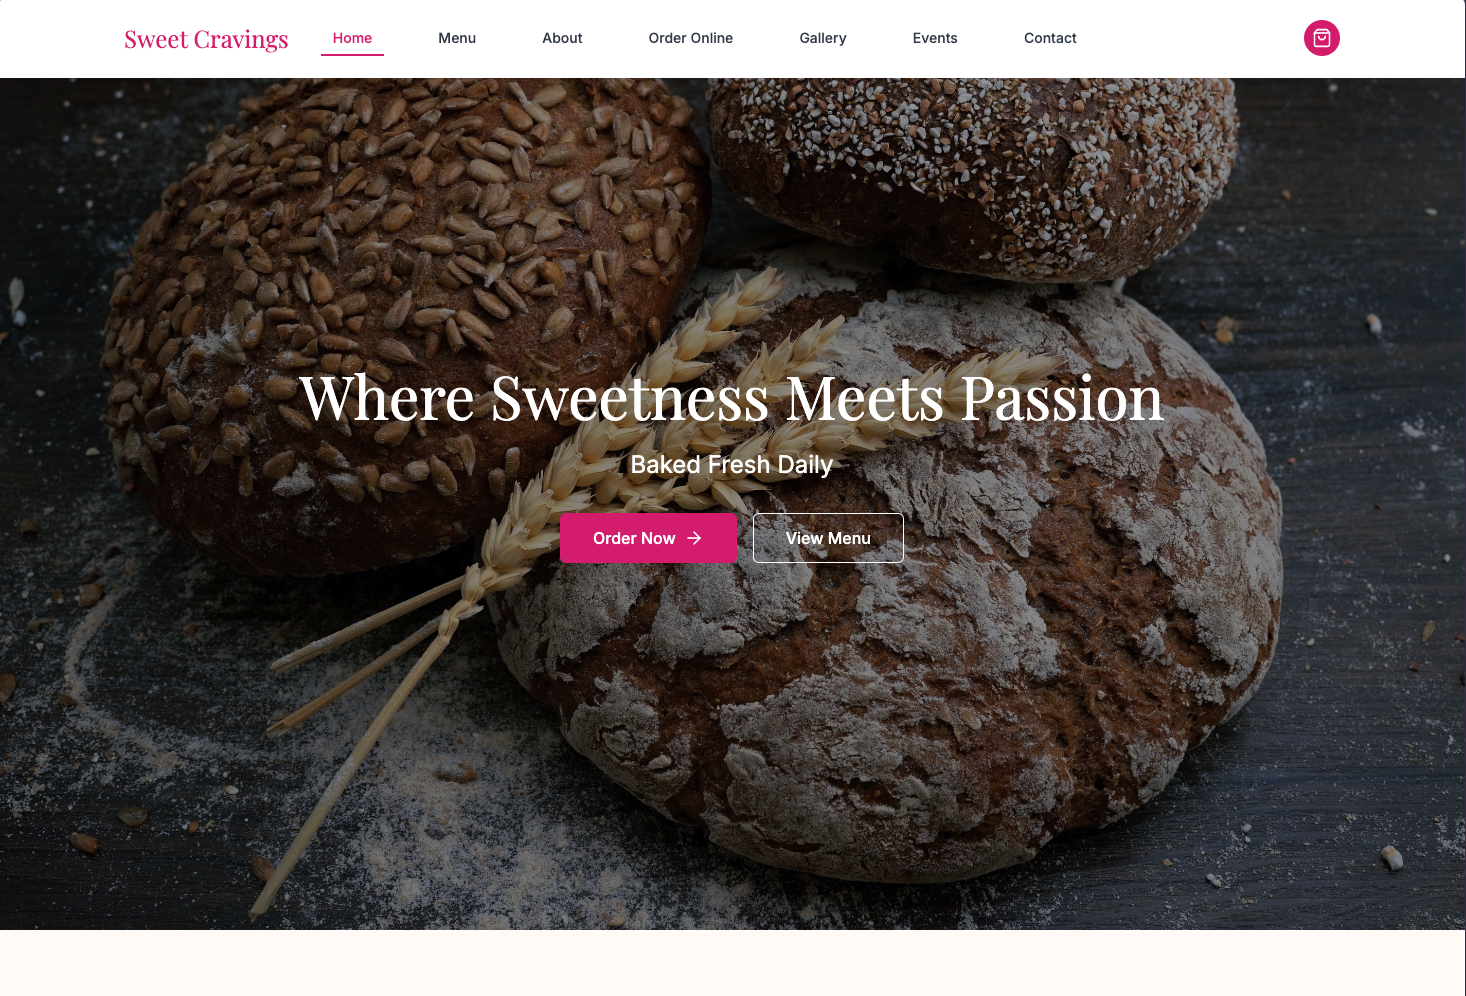 Sweet Cravings
Home
Menu
About
Order Online
Gallery
Events
Contact
Where Sweetness Meets Passion
Baked Fresh Daily
Order Now
View Menu